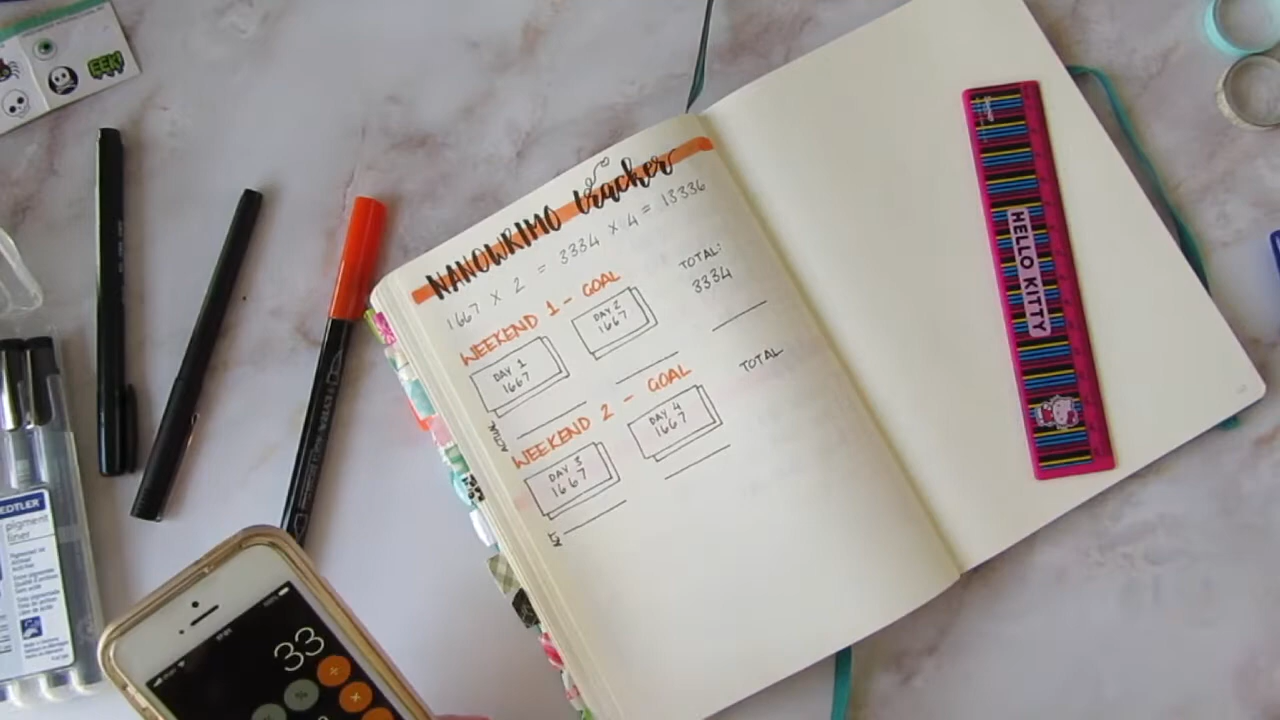 EEK!
NANOWRIMO tracker
1667 X 2 = 3334 X 4 = 13336
WEEKEND 1 - GOAL
TOTAL:
3334
DAY 1
1667
DAY 2
1667
ACTUAL
WEEKEND 2 - GOAL
TOTAL
DAY 3
1667
DAY 4
1667
HELLO KITTY
EDTLER
pigment
liner
33